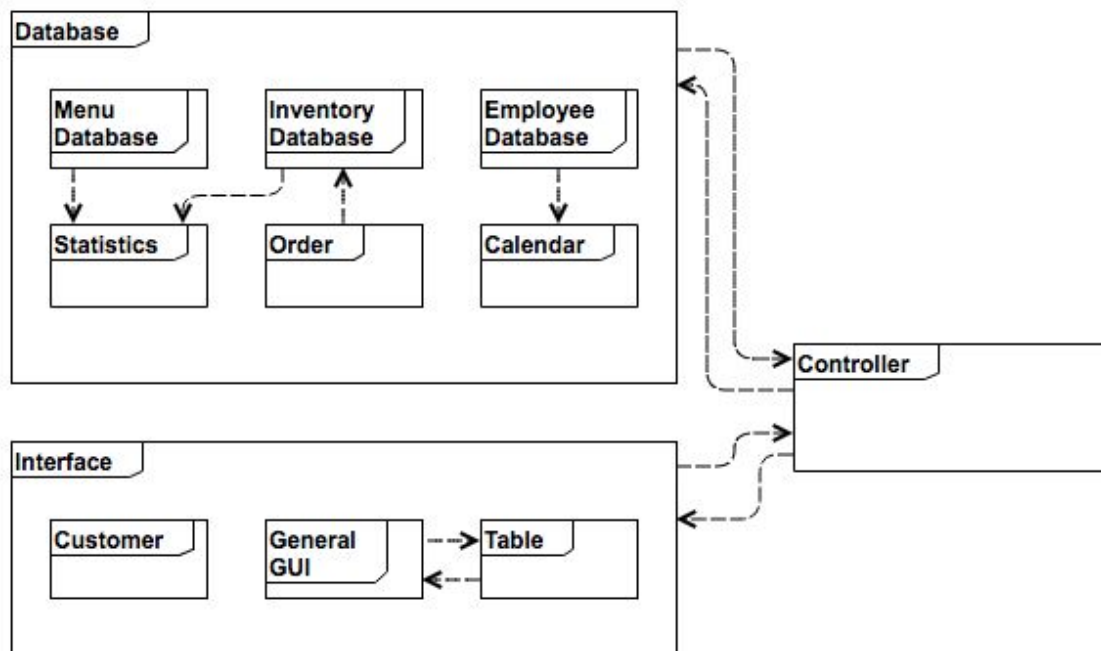 Database
Menu
Database
Inventory
Database
Employee
Database
Statistics
Order
Calendar
Controller
Interface
Customer
General
GUI
Table